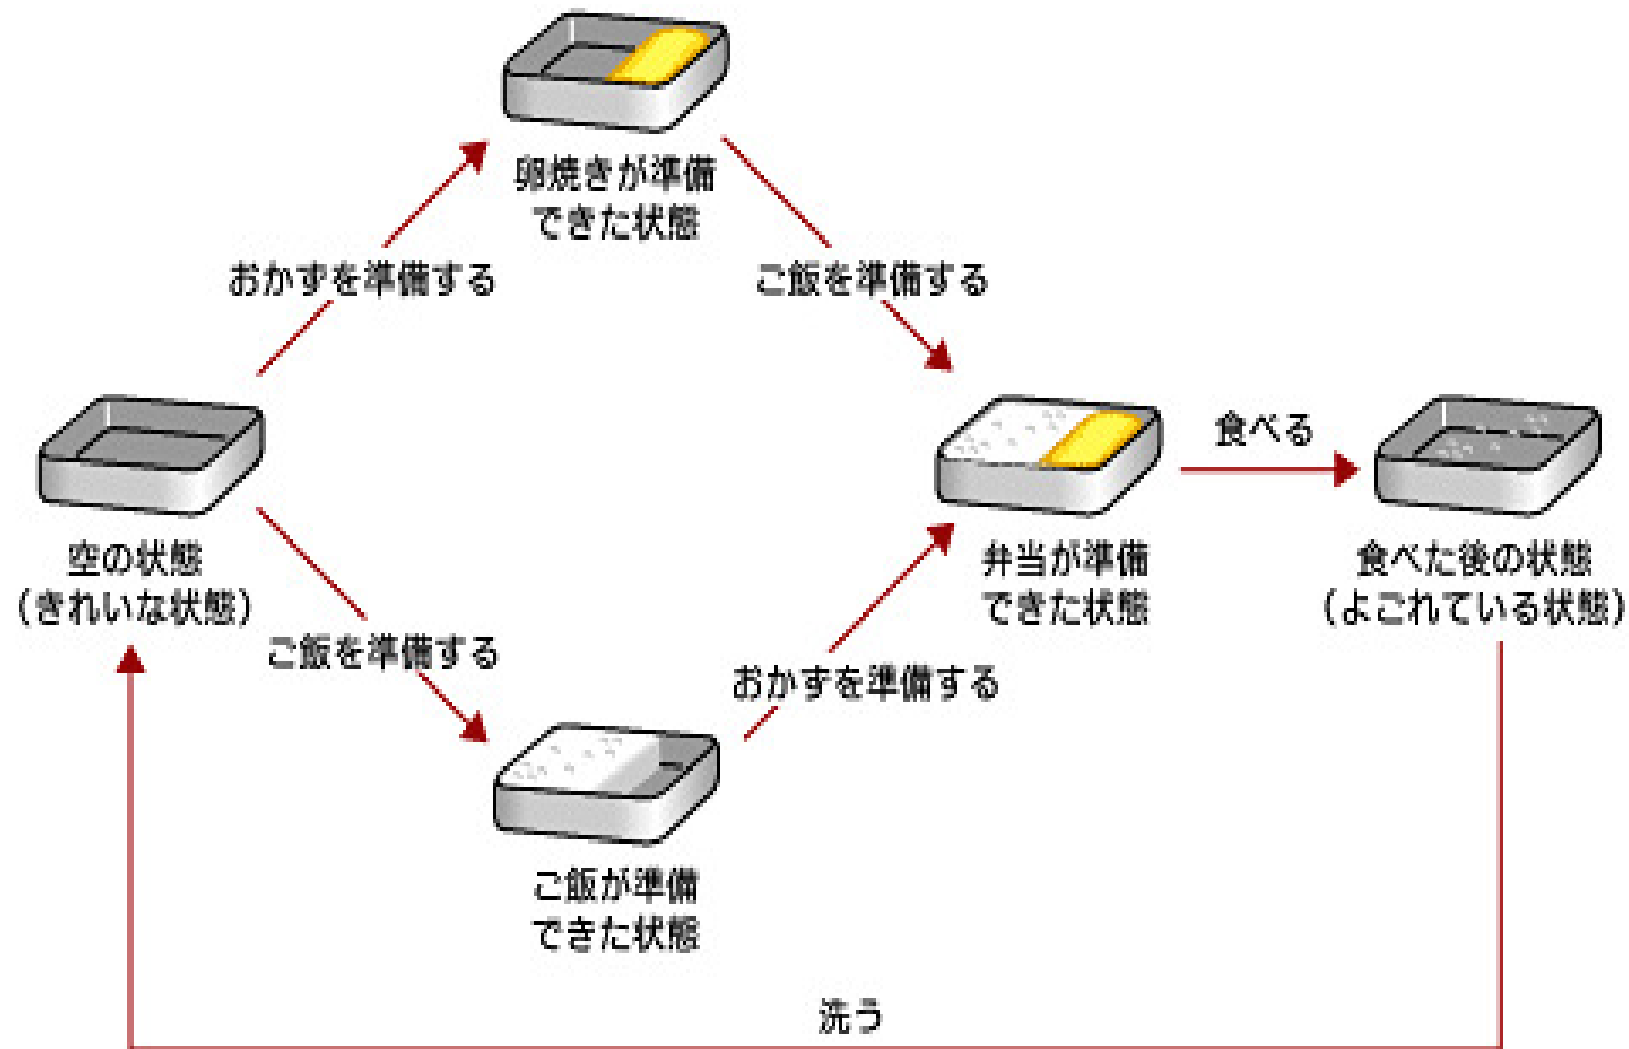 卵焼きが準備
できた状態
おかずを準備する
ご飯を準備する
食べる
空の状態
(きれいな状態)
弁当が準備
できた状態
食べた後の状態
(よごれている状態)
ご飯を準備する
おかずを準備する
ご飯が準備
できた状態
洗う